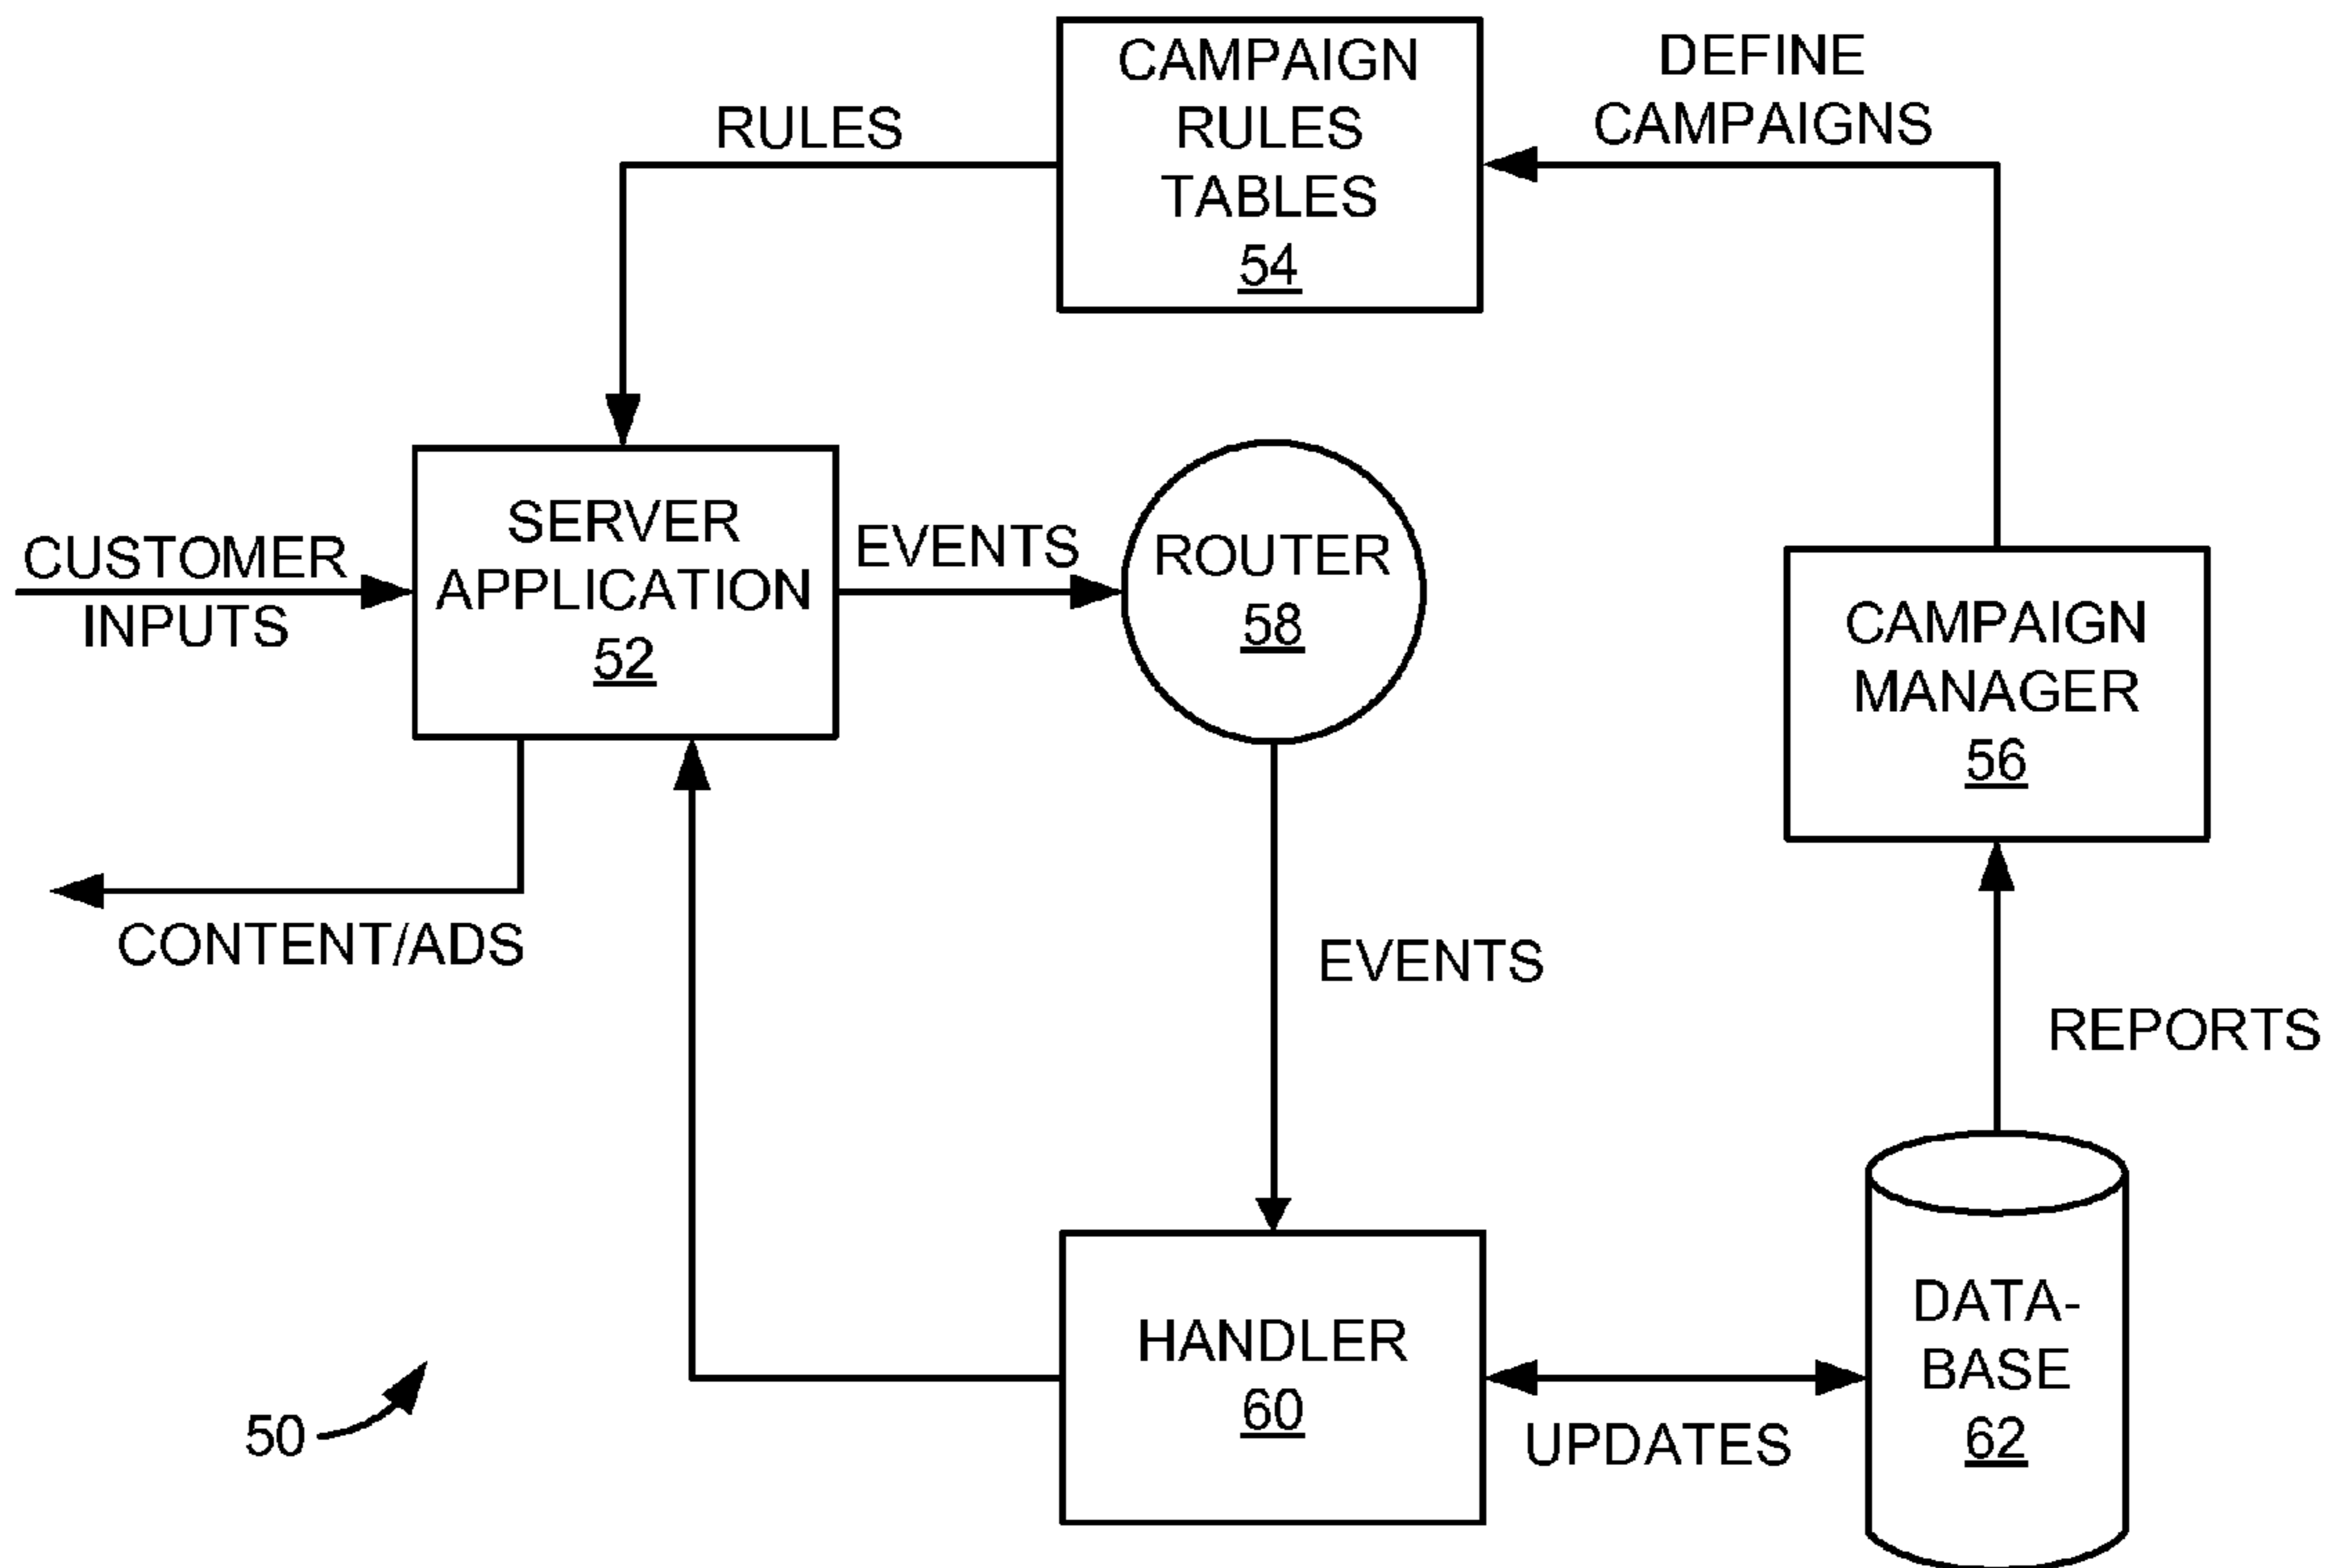 CAMPAIGN
RULES
TABLES
54
DEFINE
CAMPAIGNS
RULES
SERVER
APPLICATION
52
CUSTOMER
INPUTS
EVENTS
ROUTER
58
CAMPAIGN
MANAGER
56
CONTENT/ADS
EVENTS
REPORTS
HANDLER
60
UPDATES
DATA-
BASE
62
50